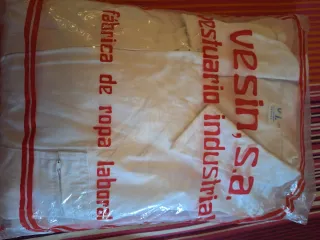 vesin, s.a.
vestuario industrial
fábrica de ropa laboral